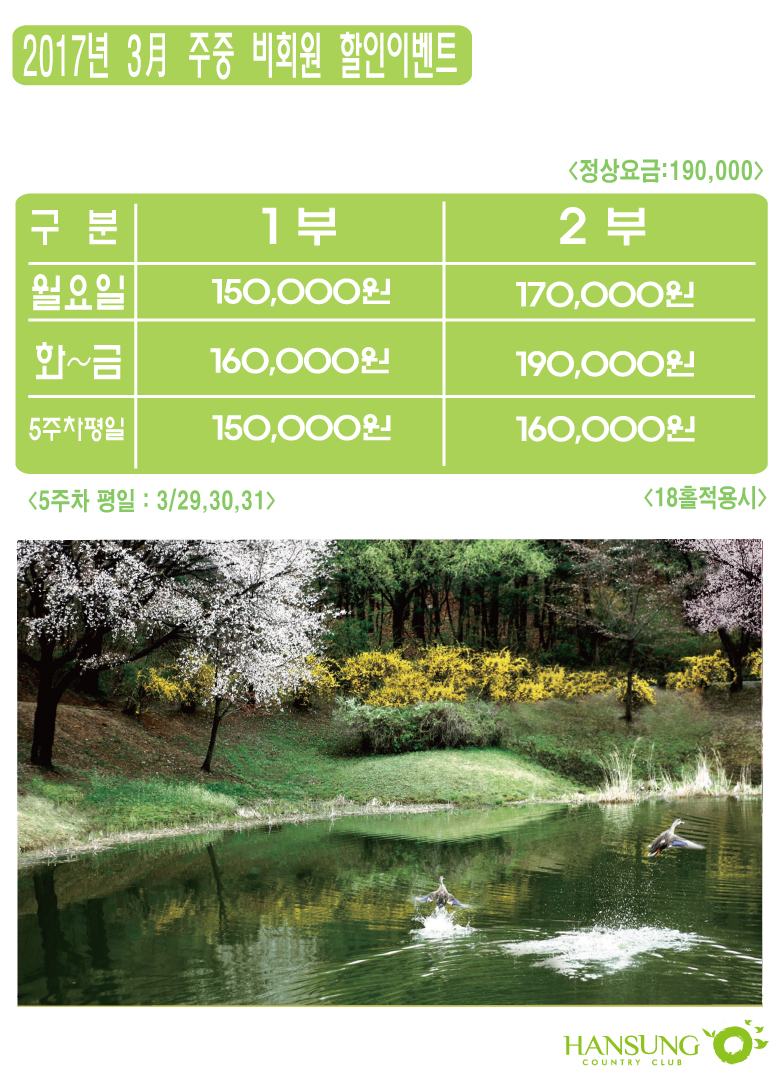 2017년 3月 주중 비회원 할인이벤트
<정상요금:190,000>
구 분 1 부 2 부
월요일 150,000원 170,000원
화~금 160,000원 190,000원
5주차평일 150,000원 160,000원
<5주차 평일 : 3/29,30,31>
<18홀적용시>
HANSUNG
COUNTRY CLUB